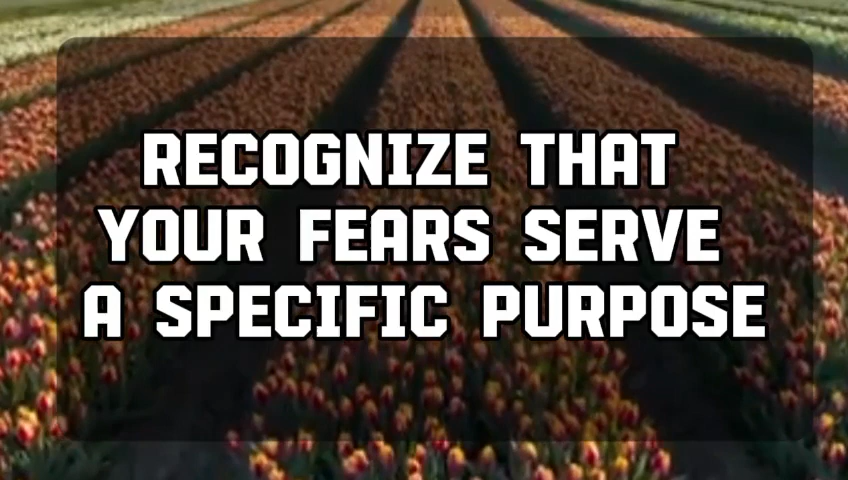 RECOGNIZE THAT
YOUR FEARS SERVE
A SPECIFIC PURPOSE